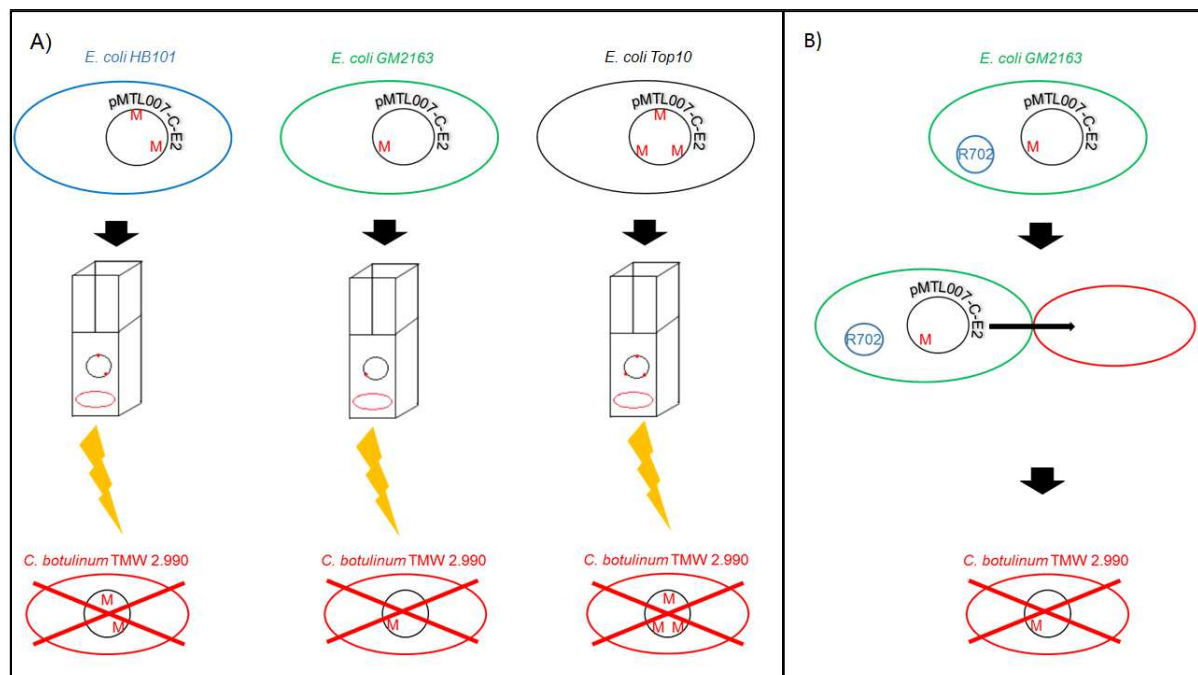 A)
E. coli HB101
E. coli GM2163
E. coli Top10
pMTL007-C-E2
M
M
pMTL007-C-E2
M
pMTL007-C-E2
M
M
M
C. botulinum TMW 2.990
C. botulinum TMW 2.990
C. botulinum TMW 2.990
M
M
M
M
M M
B)
E. coli GM2163
pMTL007-C-E2
R702
M
pMTL007-C-E2
R702
M
C. botulinum TMW 2.990
M